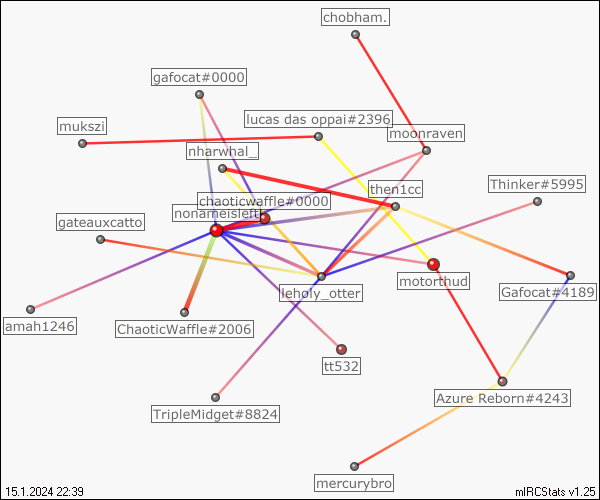 chobham.
gafocat#0000
lucas das oppai#2396
mukszi
moonraven
nharwhal_
Thinker#5995
then1cc
chaoticwaffle#0000
nonameisleft
gateauxcatto
motorthud
leholy_otter
Gafocat#4189
amah1246
ChaoticWaffle#2006
tt532
Azure Reborn#4243
TripleMidget#8824
mercurybro
15.1.2024 22:39
mIRCStats v1.25